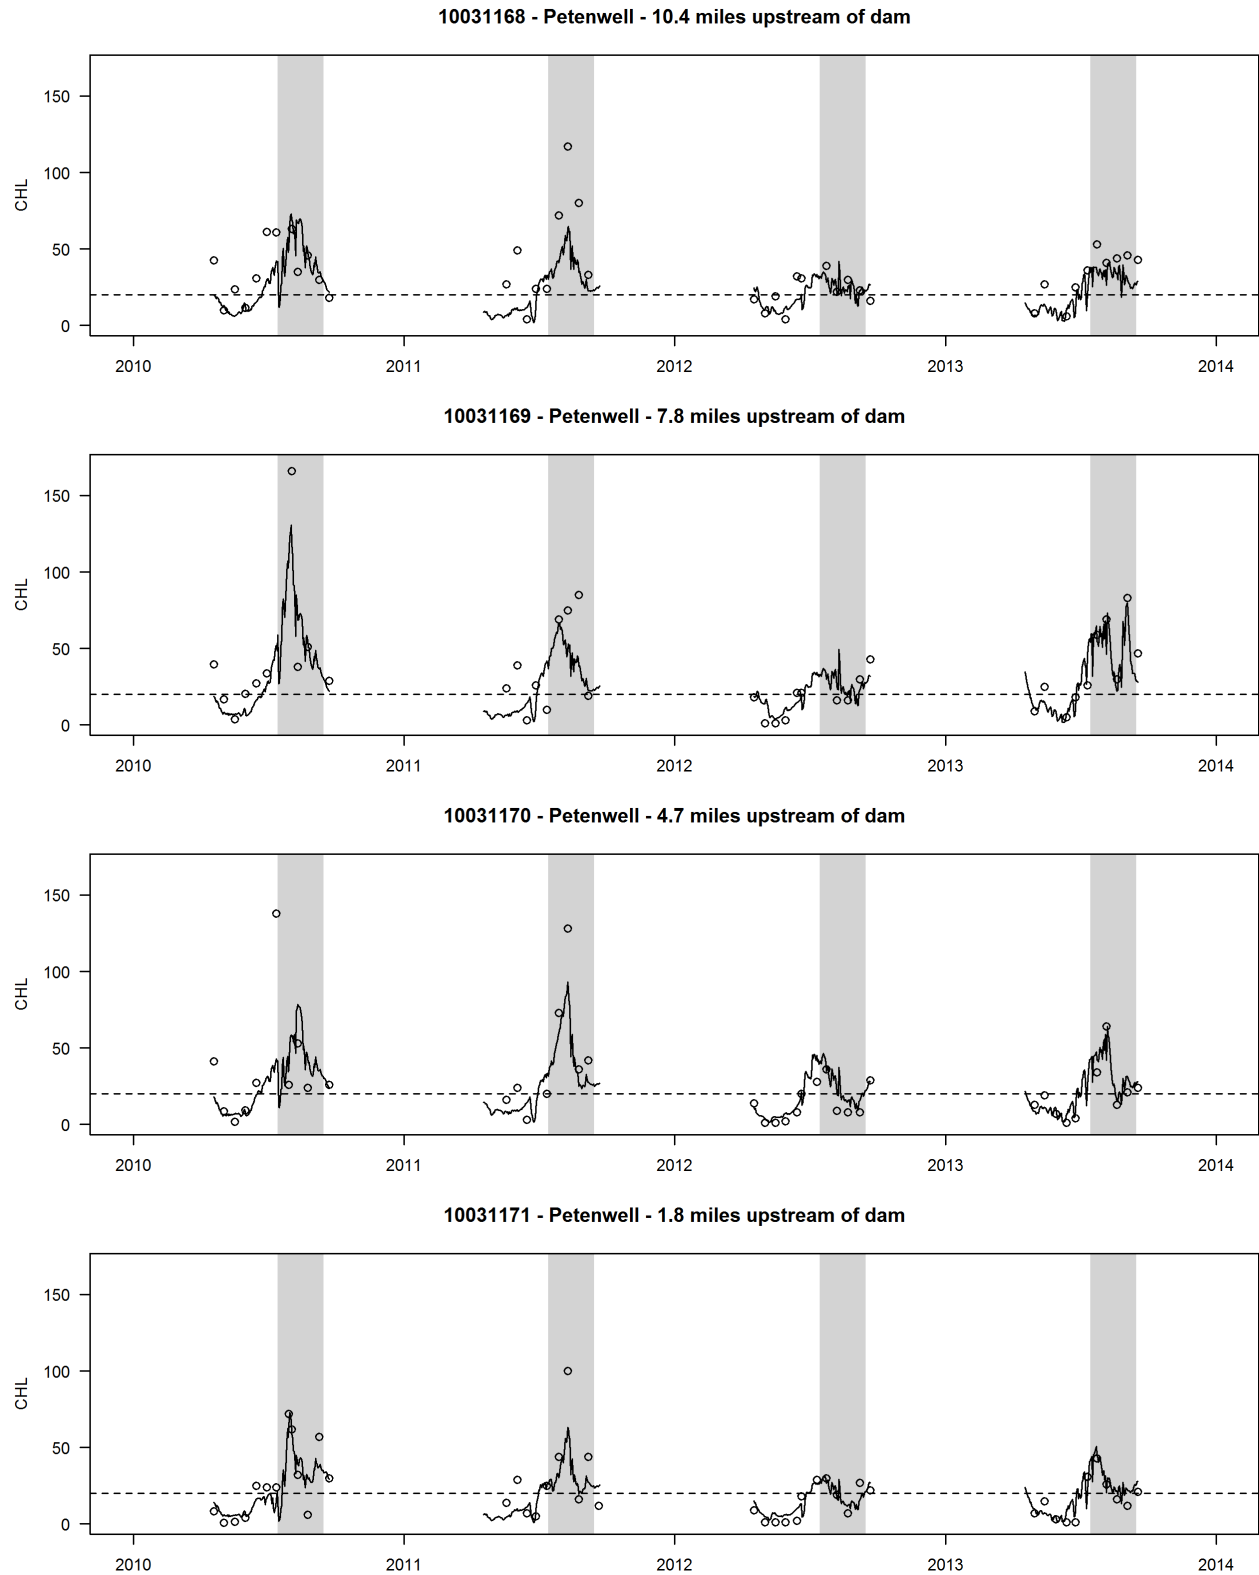 10031168 - Petenwell - 10.4 miles upstream of dam
150
100
50
0
CHL
2010 2011 2012 2013 2014
10031169 - Petenwell - 7.8 miles upstream of dam
150
100
50
0
CHL
2010 2011 2012 2013 2014
10031170 - Petenwell - 4.7 miles upstream of dam
150
100
50
0
CHL
2010 2011 2012 2013 2014
10031171 - Petenwell - 1.8 miles upstream of dam
150
100
50
0
CHL
2010 2011 2012 2013 2014